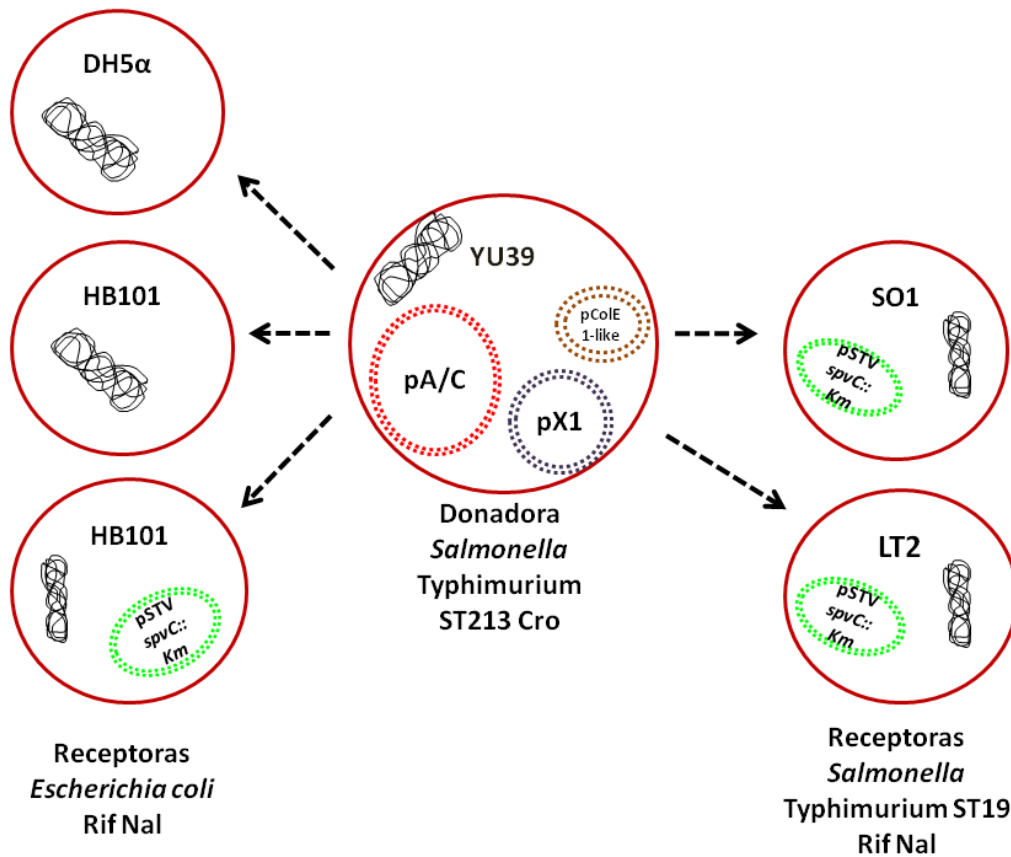 DH5α
HB101
HB101
pSTV
spvC::
Km
Receptoras
Escherichia coli
Rif Nal
YU39
pColE
1-like
pA/C
pX1
Donadora
Salmonella
Typhimurium
ST213 Cro
SO1
pSTV
spvC::
Km
LT2
pSTV
spvC::
Km
Receptoras
Salmonella
Typhimurium ST19
Rif Nal